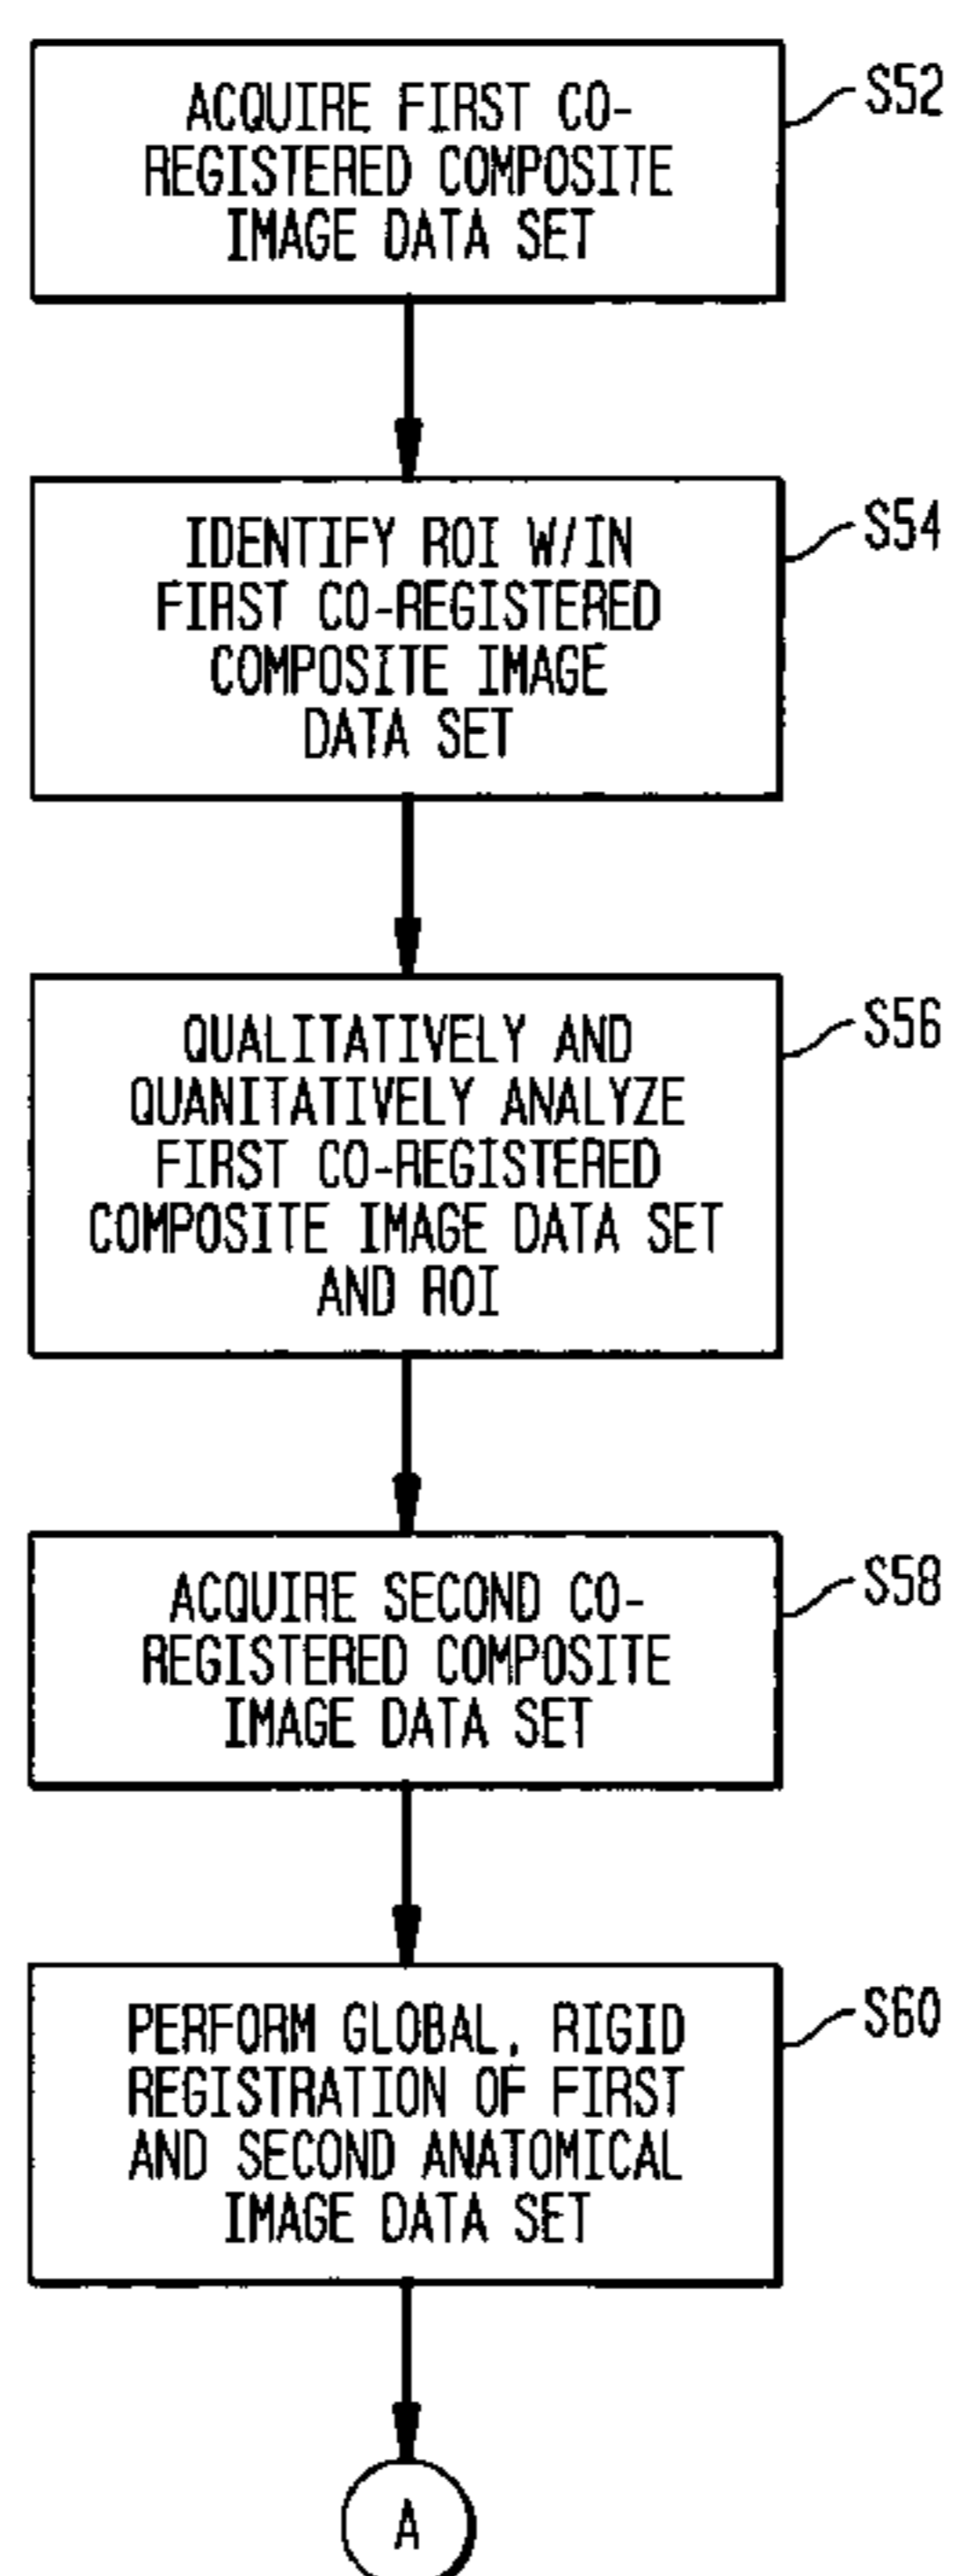 ACQUIRE FIRST CO-
REGISTERED COMPOSITE
IMAGE DATA SET
S52
IDENTIFY ROI W/IN
FIRST CO-REGISTERED
COMPOSITE IMAGE
DATA SET
S54
QUALITATIVELY AND
QUANITATIVELY ANALYZE
FIRST CO-REGISTERED
COMPOSITE IMAGE DATA SET
AND ROI
S56
ACQUIRE SECOND CO-
REGISTERED COMPOSITE
IMAGE DATA SET
S58
PERFORM GLOBAL, RIGID
REGISTRATION OF FIRST
AND SECOND ANATOMICAL
IMAGE DATA SET
S60
A